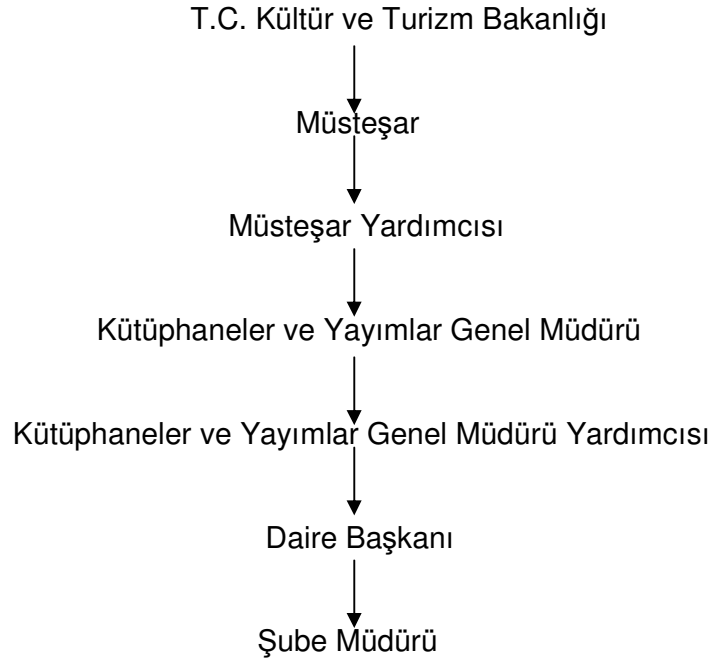 T.C. Kültür ve Turizm Bakanlığı
Müsteşar
Müsteşar Yardımcısı
Kütüphaneler ve Yayımlar Genel Müdürü
Kütüphaneler ve Yayımlar Genel Müdürü Yardımcısı
Daire Başkanı
Şube Müdürü